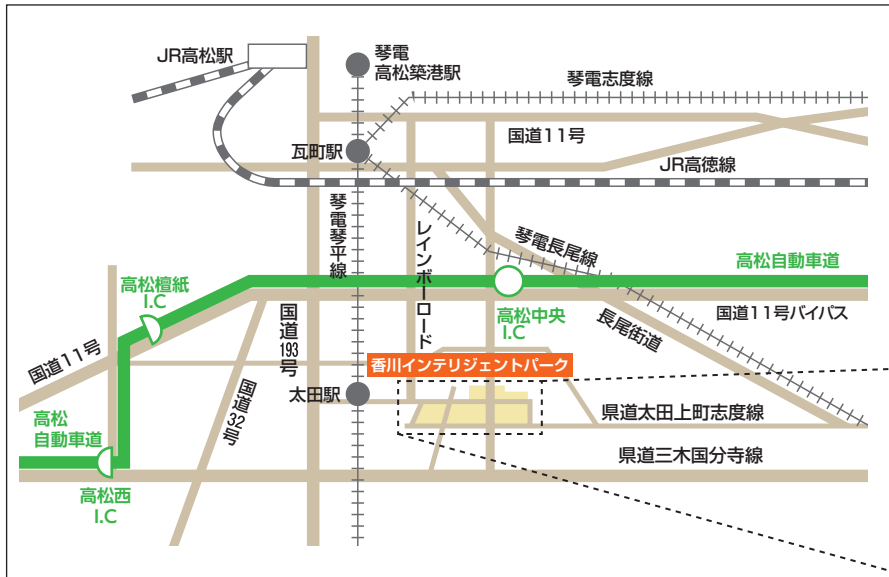 JR高松駅
琴電
高松築港駅
琴電志度線
国道11号
瓦町駅
JR高徳線
琴電琴平線
レインボーロード
琴電長尾線
高松自動車道
高松檀紙
I.C
高松中央
I.C
国道11号バイパス
長尾街道
国道11号
国道193号
国道32号
香川インテリジェントパーク
太田駅
県道太田上町志度線
高松
自動車道
県道三木国分寺線
高松西
I.C